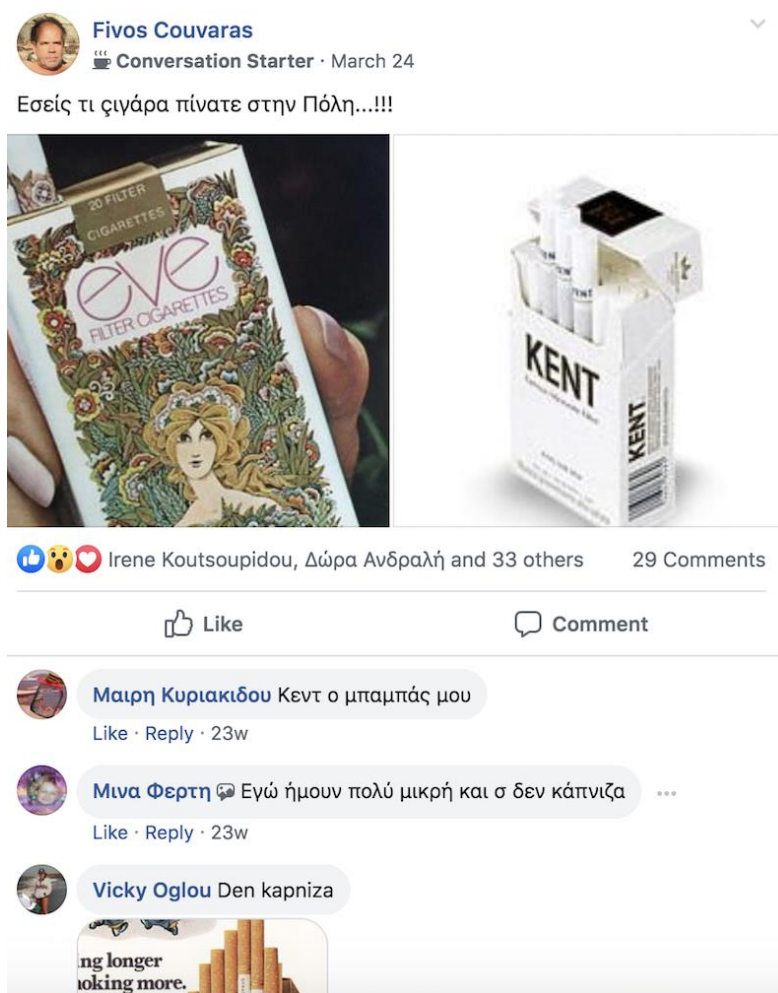 Fivos Couvaras
Conversation Starter · March 24
Εσείς τι ςιγάρα πίνατε στην Πόλη...!!!
20 FILTER
CIGARETTES
eve
FILTER CIGARETTES
KENT
KENT
Irene Koutsoupidou, Δώρα Ανδραλή and 33 others 29 Comments
Like Comment
Μαιρη Κυριακιδου Κεντ ο μπαμπάς μου
Like · Reply · 23w
Μινα Φερτη Εγώ ήμουν πολύ μικρή και σ δεν κάπνιζα
Like · Reply · 23w
Vicky Oglou Den kapniza
ng longer
oking more.